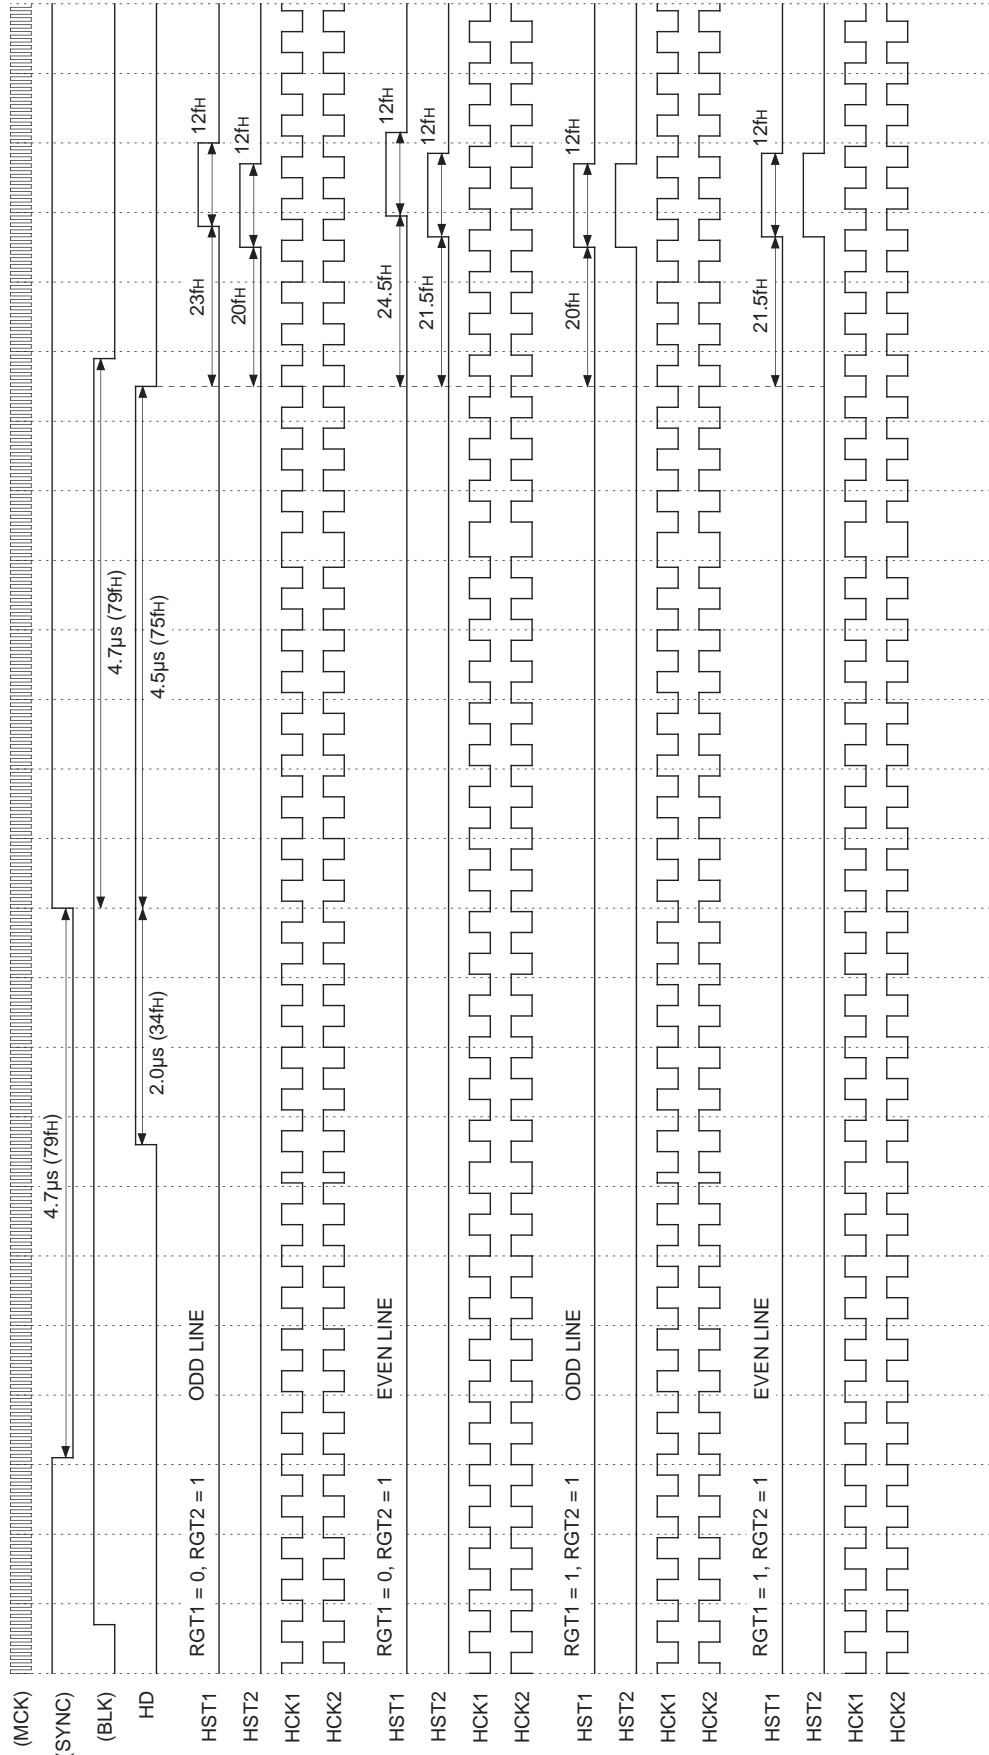 (MCK)
(SYNC)
4.7µs (79fH)
(BLK)
4.7µs (79fH)
HD
2.0µs (34fH)
4.5µs (75fH)
RGT1 = 0, RGT2 = 1
ODD LINE
HST1
23fH
12fH
HST2
20fH
12fH
HCK1
HCK2
RGT1 = 0, RGT2 = 1
EVEN LINE
HST1
24.5fH
12fH
HST2
21.5fH
12fH
HCK1
HCK2
RGT1 = 1, RGT2 = 1
ODD LINE
HST1
20fH
12fH
HST2
HCK1
HCK2
RGT1 = 1, RGT2 = 1
EVEN LINE
HST1
21.5fH
12fH
HST2
HCK1
HCK2